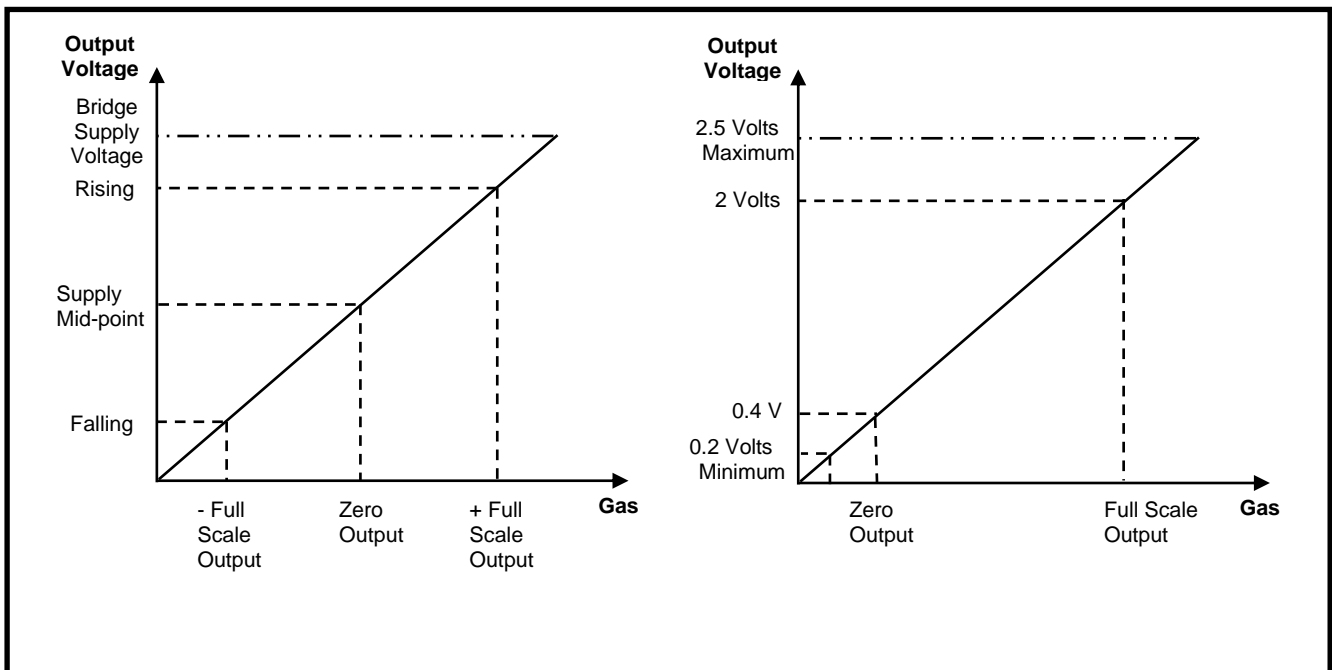 Output
Voltage
Bridge
Supply
Voltage
Rising
Supply
Mid-point
Falling
- Full
Scale
Output
Zero
Output
+ Full
Scale
Output
Gas
Output
Voltage
2.5 Volts
Maximum
2 Volts
0.4 V
0.2 Volts
Minimum
Zero
Output
Full Scale
Output
Gas